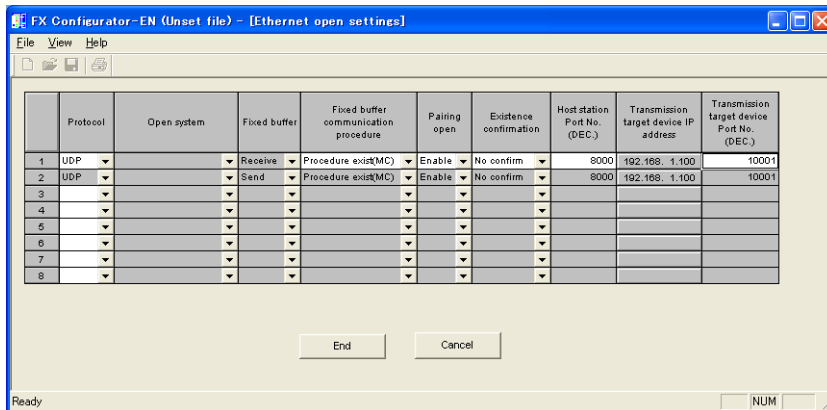 FX Configurator-EN (Unset file) - [Ethernet open settings]
File View Help
Protocol Open system Fixed buffer Fixed buffer communication procedure Pairing open Existence confirmation Host station Port No. (DEC.) Transmission target device IP address Transmission target device Port No. (DEC.)
1 UDP Receive Procedure exist(MC) Enable No confirm 8000 192.168. 1.100 10001
2 UDP Send Procedure exist(MC) Enable No confirm 8000 192.168. 1.100 10001
3
4
5
6
7
8
End Cancel
Ready NUM